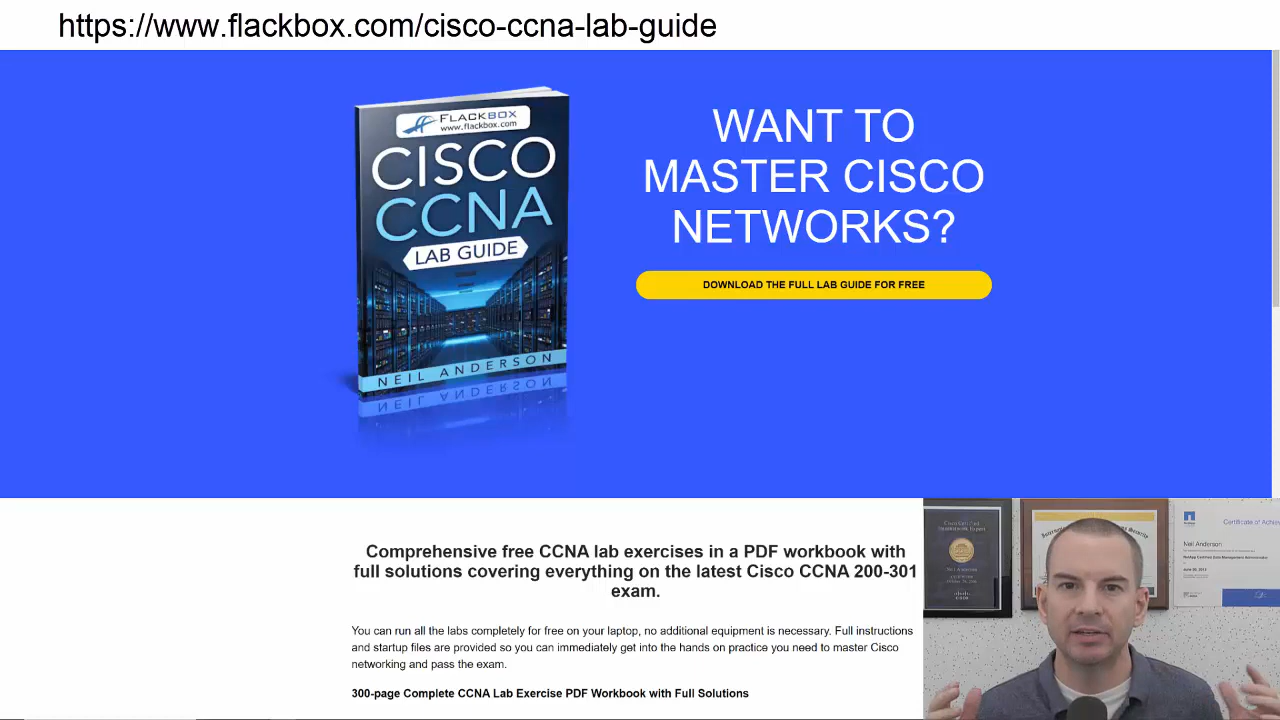 https://www.flackbox.com/cisco-ccna-lab-guide
FLACKBOX
www.flackbox.com
CISCO
CCNA
LAB GUIDE
NEIL ANDERSON
WANT TO
MASTER CISCO
NETWORKS?
DOWNLOAD THE FULL LAB GUIDE FOR FREE
Comprehensive free CCNA lab exercises in a PDF workbook with
full solutions covering everything on the latest Cisco CCNA 200-301
exam.
You can run all the labs completely for free on your laptop, no additional equipment is necessary. Full instructions
and startup files are provided so you can immediately get into the hands on practice you need to master Cisco
networking and pass the exam.
300-page Complete CCNA Lab Exercise PDF Workbook with Full Solutions
Certificate of Achie
Neil Anderson